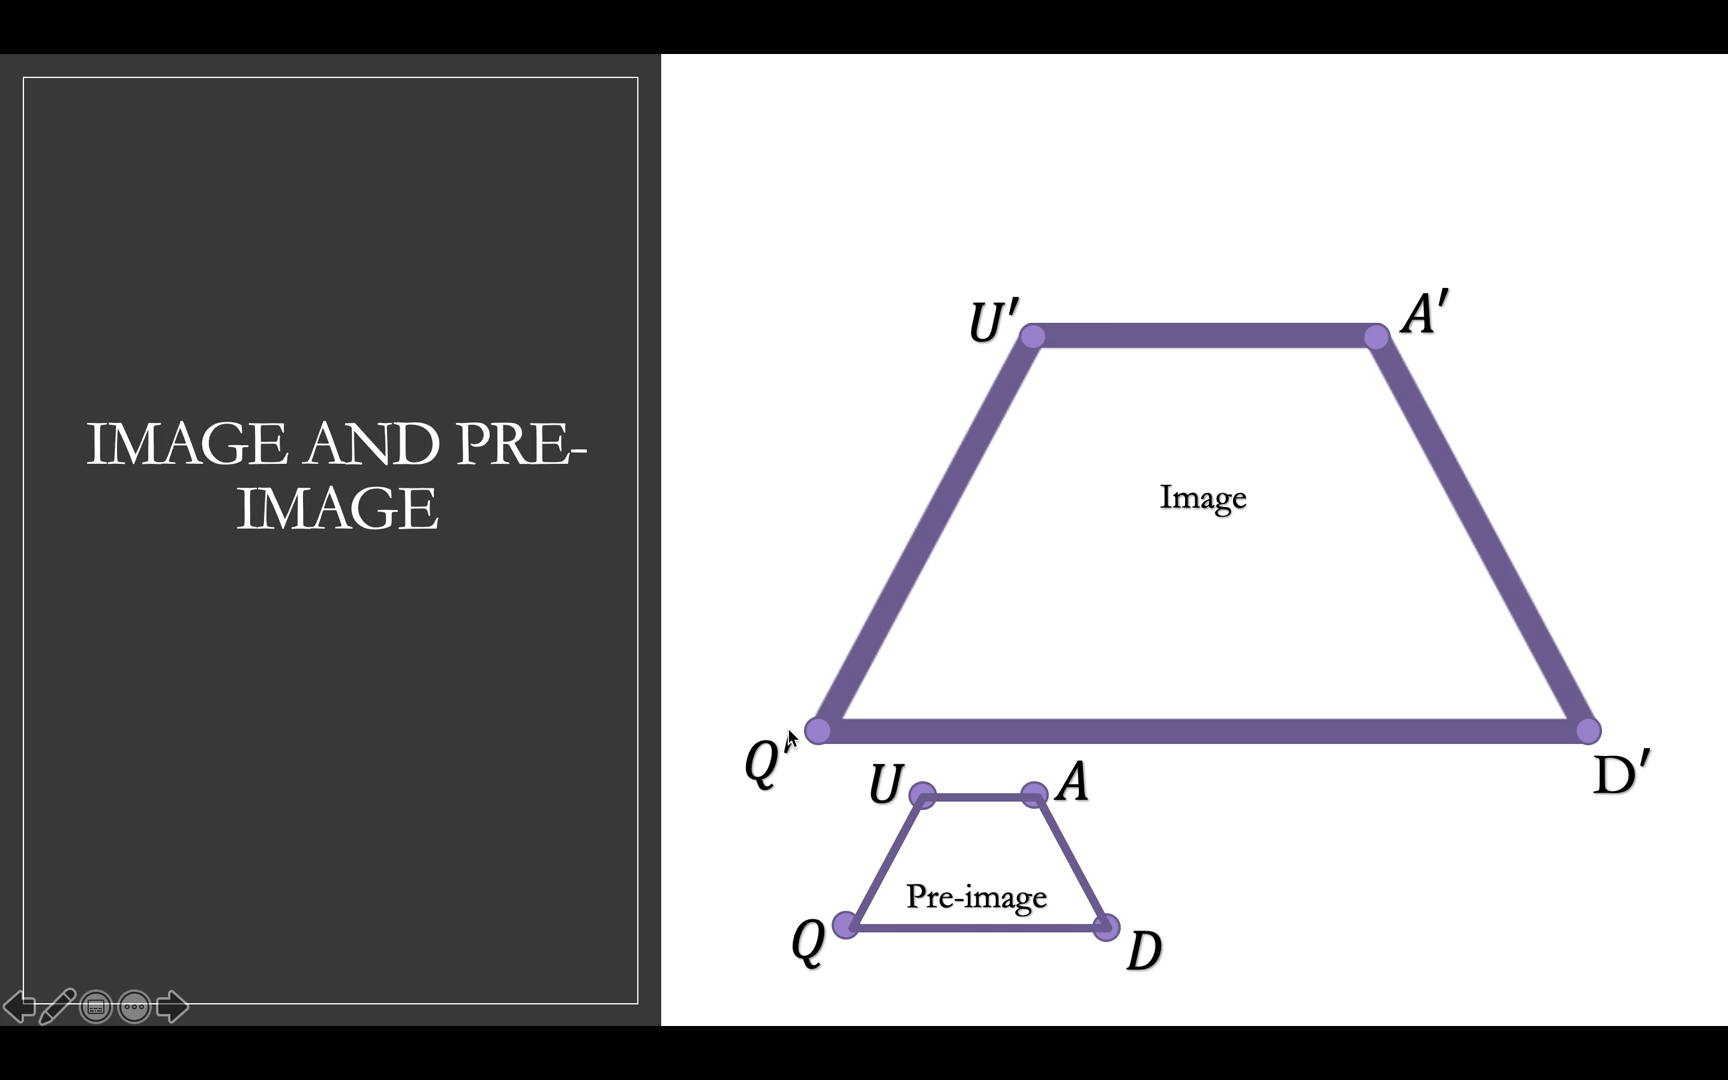 IMAGE AND PRE-
IMAGE
U′
A′
Image
Q′
D′
U
A
Pre-image
Q
D